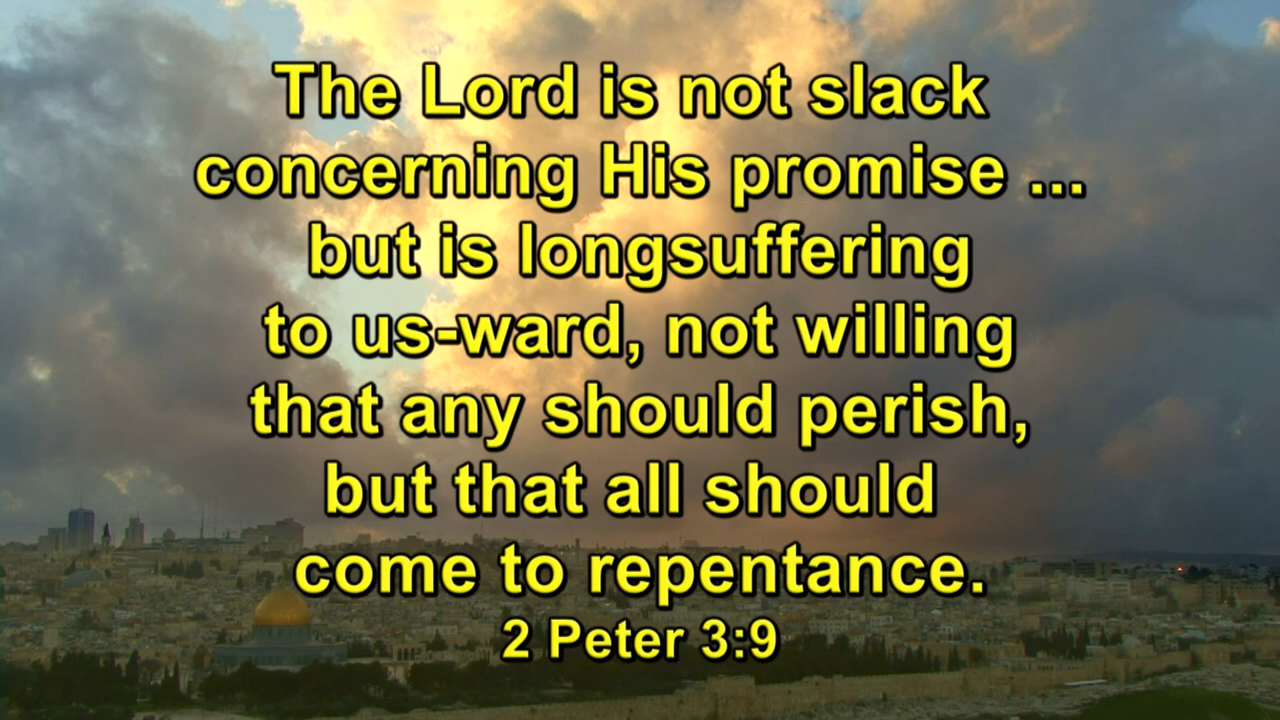 The Lord is not slack
concerning His promise ...
but is longsuffering
to us-ward, not willing
that any should perish,
but that all should
come to repentance.
2 Peter 3:9